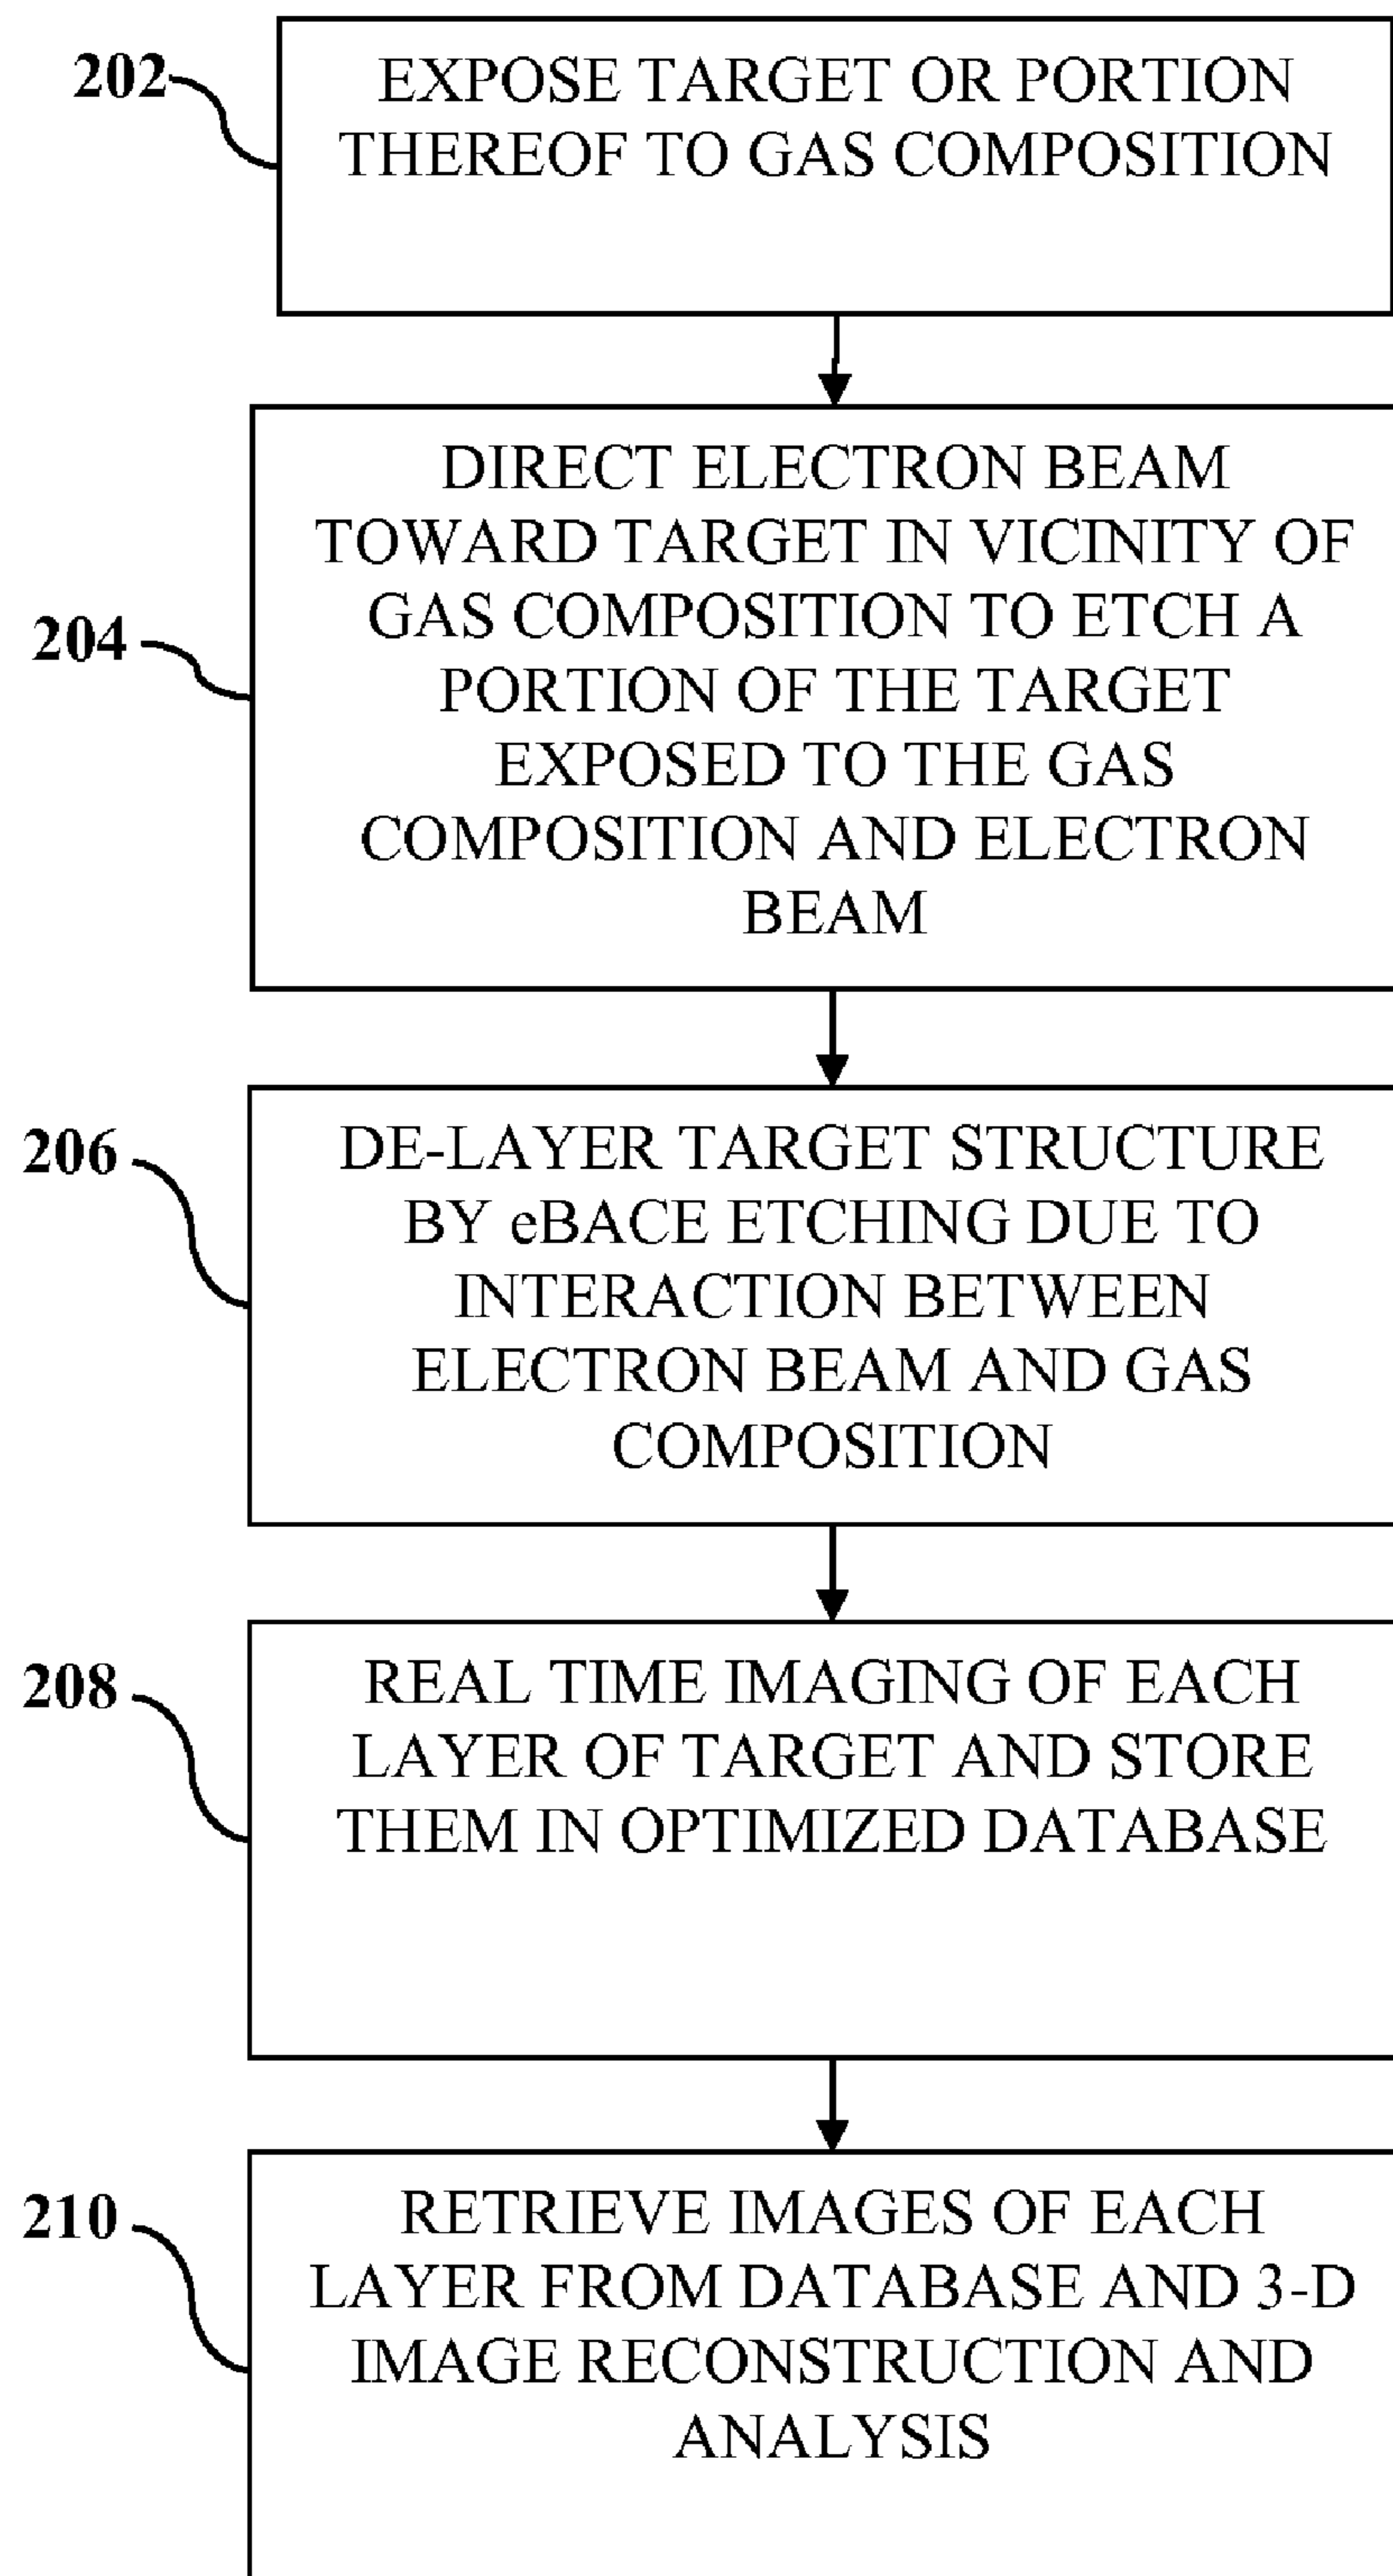 202
EXPOSE TARGET OR PORTION
THEREOF TO GAS COMPOSITION
204
DIRECT ELECTRON BEAM
TOWARD TARGET IN VICINITY OF
GAS COMPOSITION TO ETCH A
PORTION OF THE TARGET
EXPOSED TO THE GAS
COMPOSITION AND ELECTRON
BEAM
206
DE-LAYER TARGET STRUCTURE
BY eBACE ETCHING DUE TO
INTERACTION BETWEEN
ELECTRON BEAM AND GAS
COMPOSITION
208
REAL TIME IMAGING OF EACH
LAYER OF TARGET AND STORE
THEM IN OPTIMIZED DATABASE
210
RETRIEVE IMAGES OF EACH
LAYER FROM DATABASE AND 3-D
IMAGE RECONSTRUCTION AND
ANALYSIS